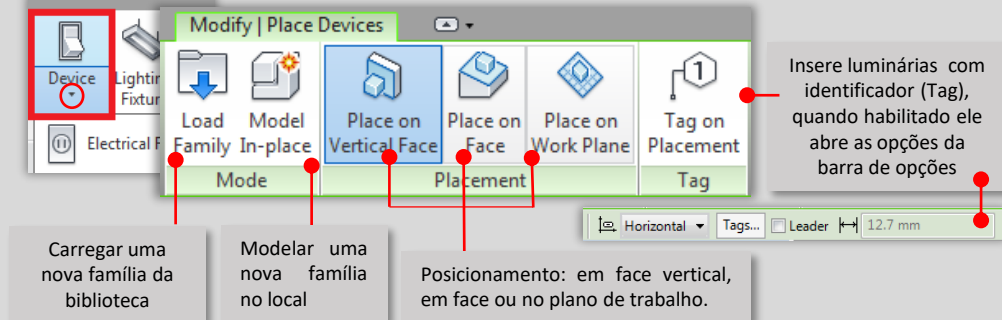 Modify | Place Devices
Device
Lightin
Fixtur
Electrical F
Load
Family
Model
In-place
Place on
Vertical Face
Place on
Face
Place on
Work Plane
Tag on
Placement
Mode
Placement
Tag
Insere luminárias com
identificador (Tag),
quando habilitado ele
abre as opções da
barra de opções
Horizontal
Tags...
Leader
12.7 mm
Carregar uma
nova família da
biblioteca
Modelar uma
nova família
no local
Posicionamento: em face vertical,
em face ou no plano de trabalho.